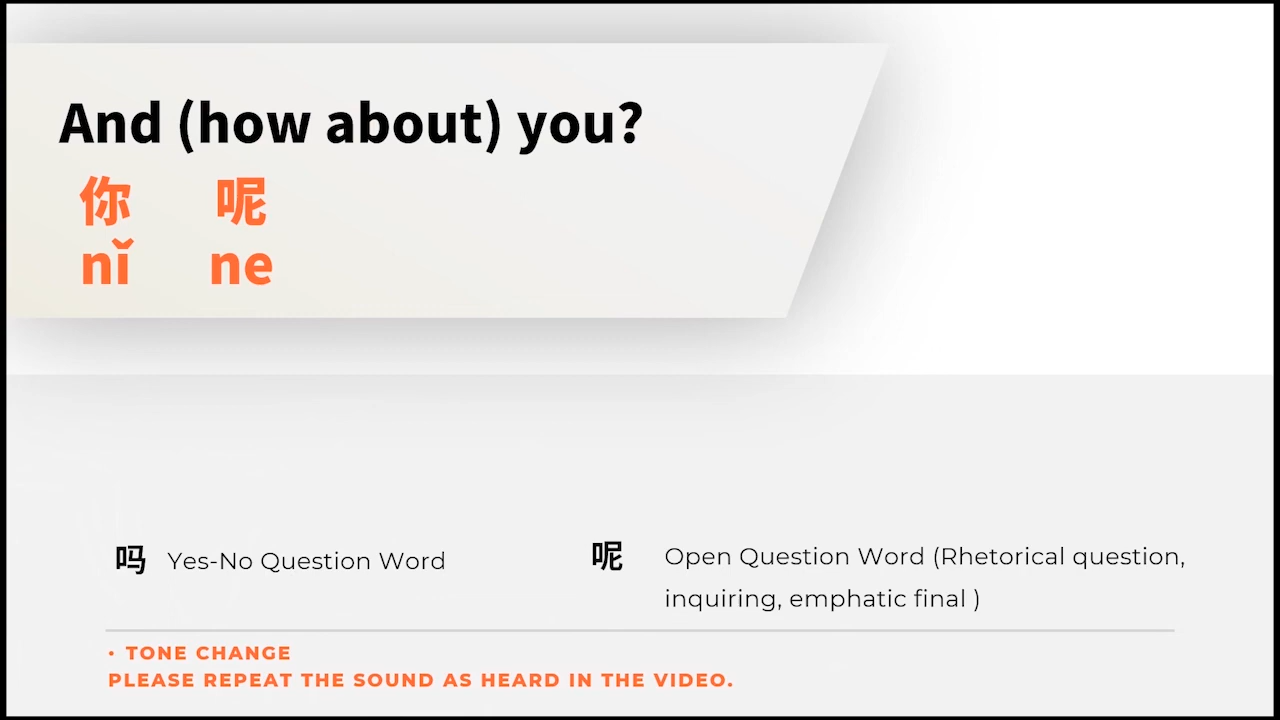 And (how about) you?
你 呢
nǐ ne
吗 Yes-No Question Word
呢 Open Question Word (Rhetorical question,
inquiring, emphatic final )
• TONE CHANGE
PLEASE REPEAT THE SOUND AS HEARD IN THE VIDEO.